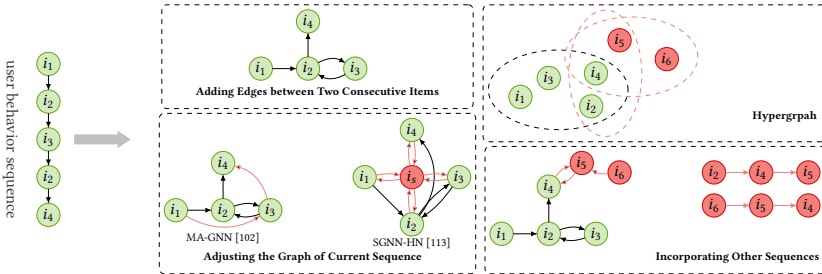 user behavior sequence
i1
i2
i3
i2
i4
i4
i1
i2
i3
Adding Edges between Two Consecutive Items
i4
i1
i2
i3
MA-GNN [102]
i4
i1
is
i3
i2
SGNN-HN [113]
Adjusting the Graph of Current Sequence
i5
i6
i3
i4
i1
i2
Hypergrpah
i5
i6
i4
i1
i2
i3
i2
i4
i5
i6
i5
i4
Incorporating Other Sequences